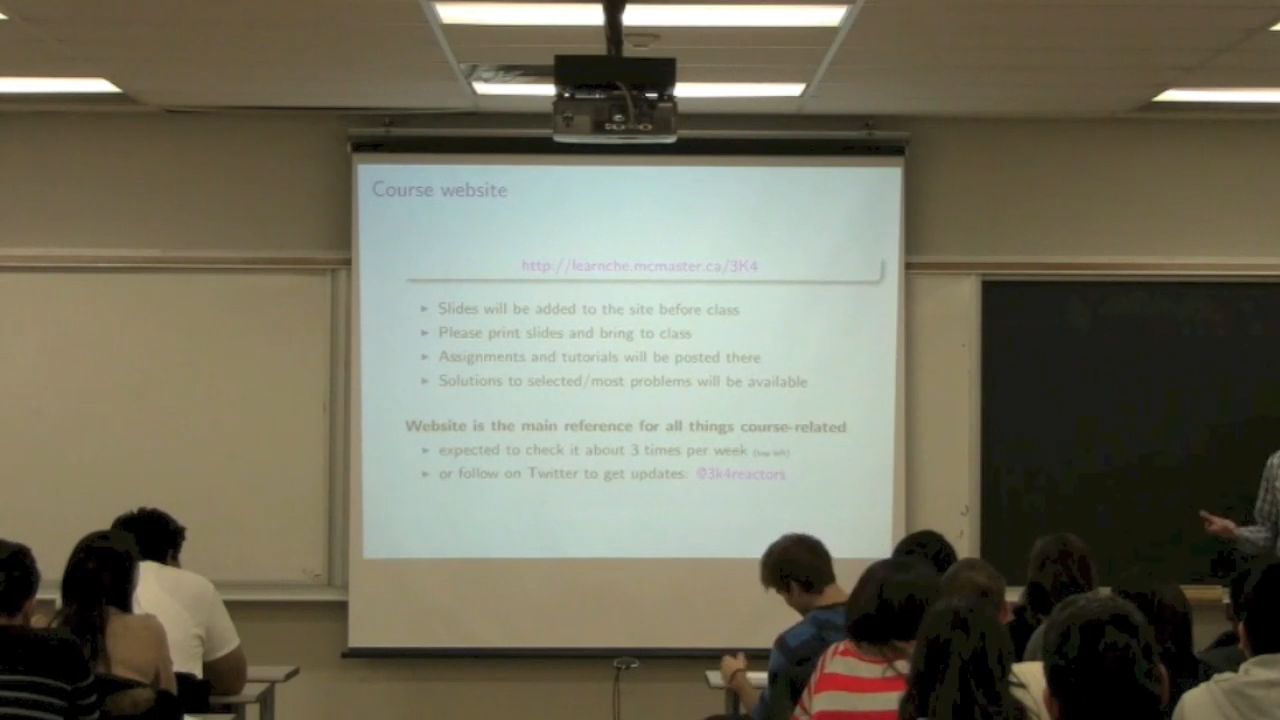 Course website
http://learnche.mcmaster.ca/3K4
► Slides will be added to the site before class
► Please print slides and bring to class
► Assignments and tutorials will be posted there
► Solutions to selected/most problems will be available
Website is the main reference for all things course-related
► expected to check it about 3 times per week (top left)
► or follow on Twitter to get updates: @3k4reactors